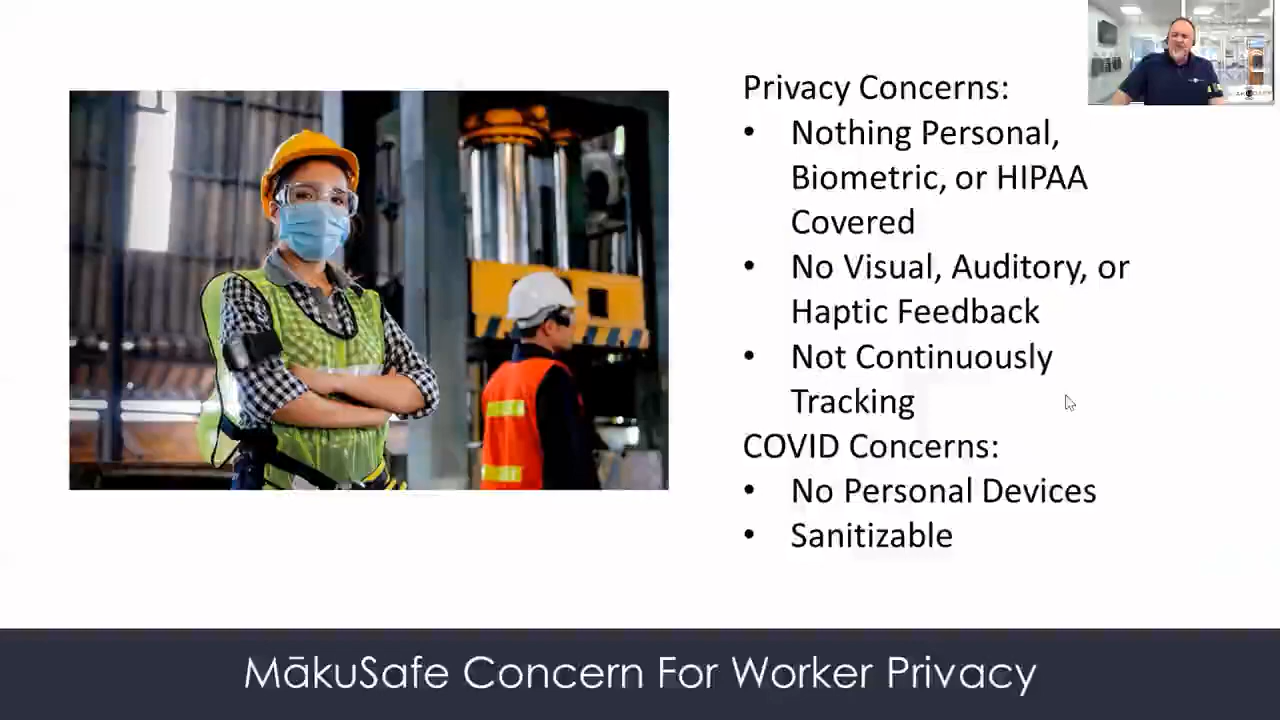 Privacy Concerns:
• Nothing Personal,
Biometric, or HIPAA
Covered
• No Visual, Auditory, or
Haptic Feedback
• Not Continuously
Tracking
COVID Concerns:
• No Personal Devices
• Sanitizable
MākuSafe Concern For Worker Privacy